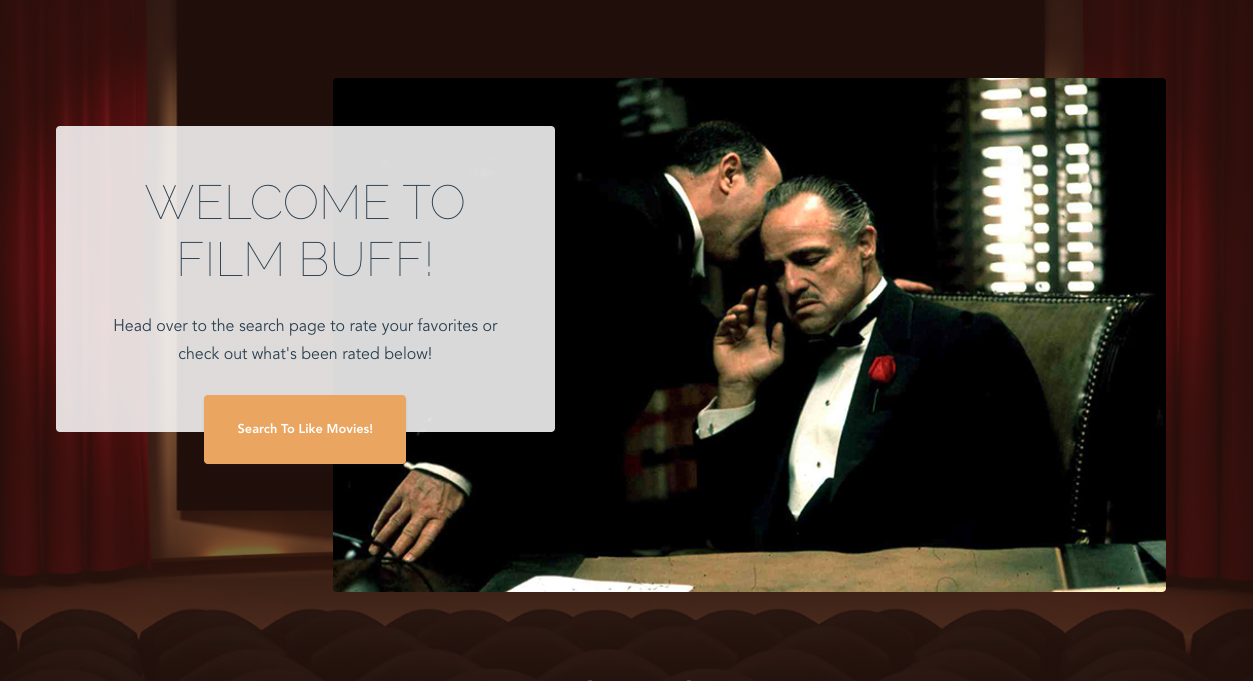 WELCOME TO
FILM BUFF!
Head over to the search page to rate your favorites or
check out what's been rated below!
Search To Like Movies!